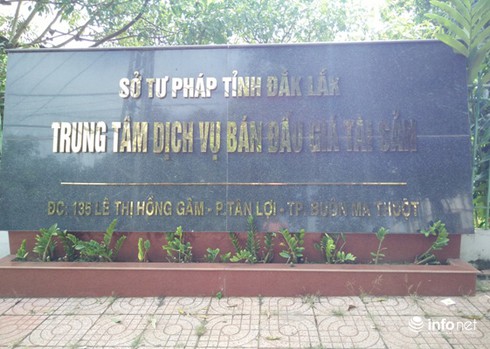 SỞ TƯ PHÁP TỈNH ĐẮK LẮK
TRUNG TÂM DỊCH VỤ BÁN ĐẤU GIÁ TÀI SẢN
ĐC: 135 LÊ THỊ HỒNG GẤM - P.TÂN LỢI - TP. BUÔN MA THUỘT
infonet